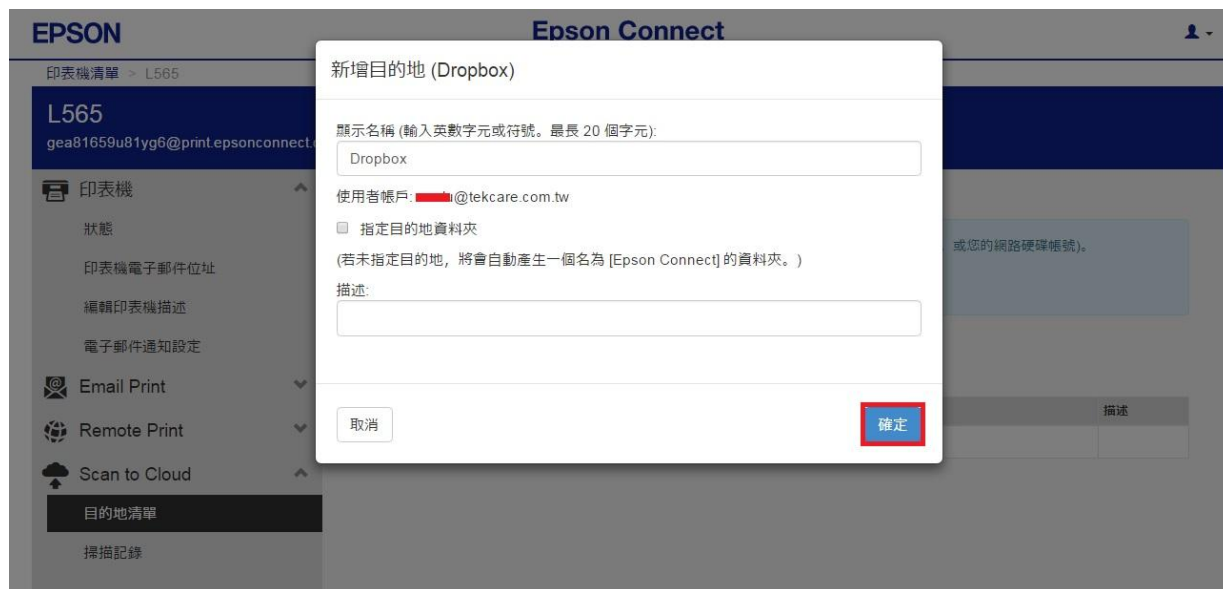 EPSON
Epson Connect
印表機清單 > L565
L565
gea81659u81yg6@print.epsonconnect.
新增目的地 (Dropbox)
顯示名稱 (輸入英數字元或符號。最長 20 個字元):
Dropbox
使用者帳戶: @tekcare.com.tw
指定目的地資料夾
(若未指定目的地，將會自動產生一個名為 [Epson Connect] 的資料夾。)
描述:
取消
確定
印表機
狀態
印表機電子郵件位址
編輯印表機描述
電子郵件通知設定
Email Print
Remote Print
Scan to Cloud
目的地清單
掃描記錄
或您的網路硬碟帳號)。
描述